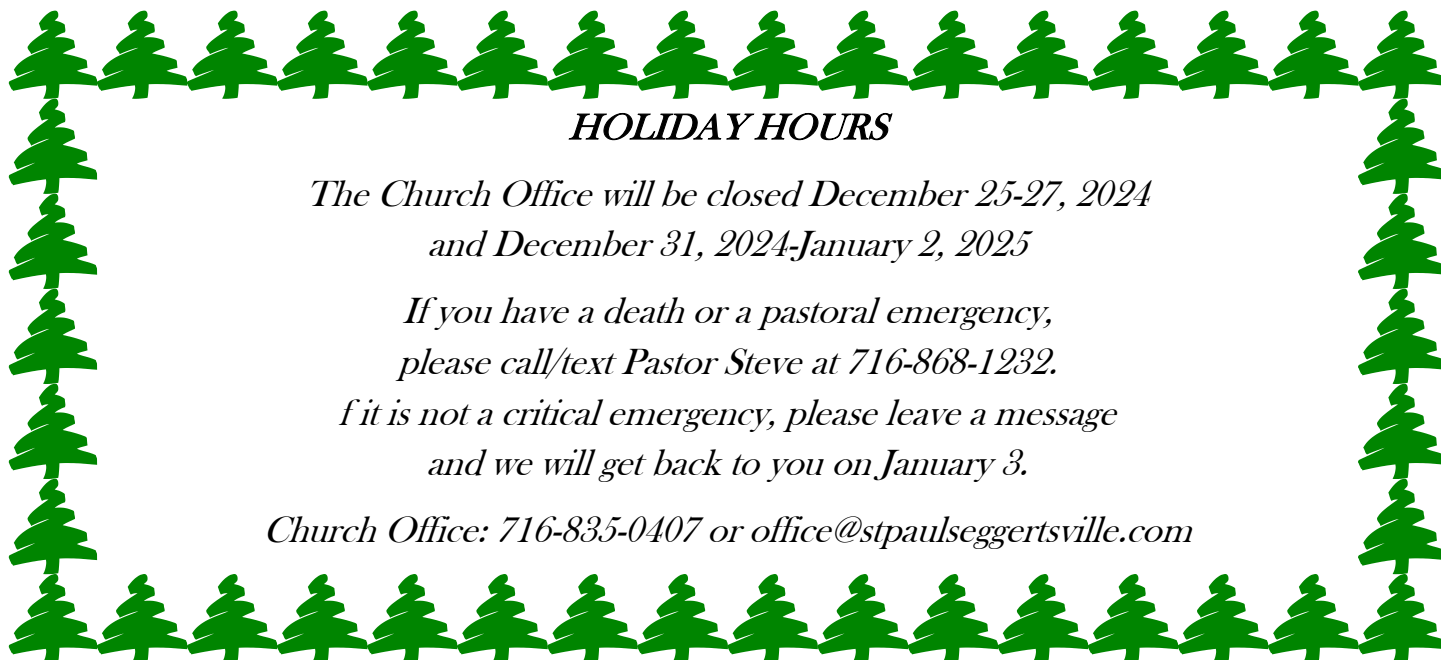 HOLIDAY HOURS
The Church Office will be closed December 25-27, 2024
and December 31, 2024-January 2, 2025
If you have a death or a pastoral emergency,
please call/text Pastor Steve at 716-868-1232.
f it is not a critical emergency, please leave a message
and we will get back to you on January 3.
Church Office: 716-835-0407 or office@stpaulseggertsville.com